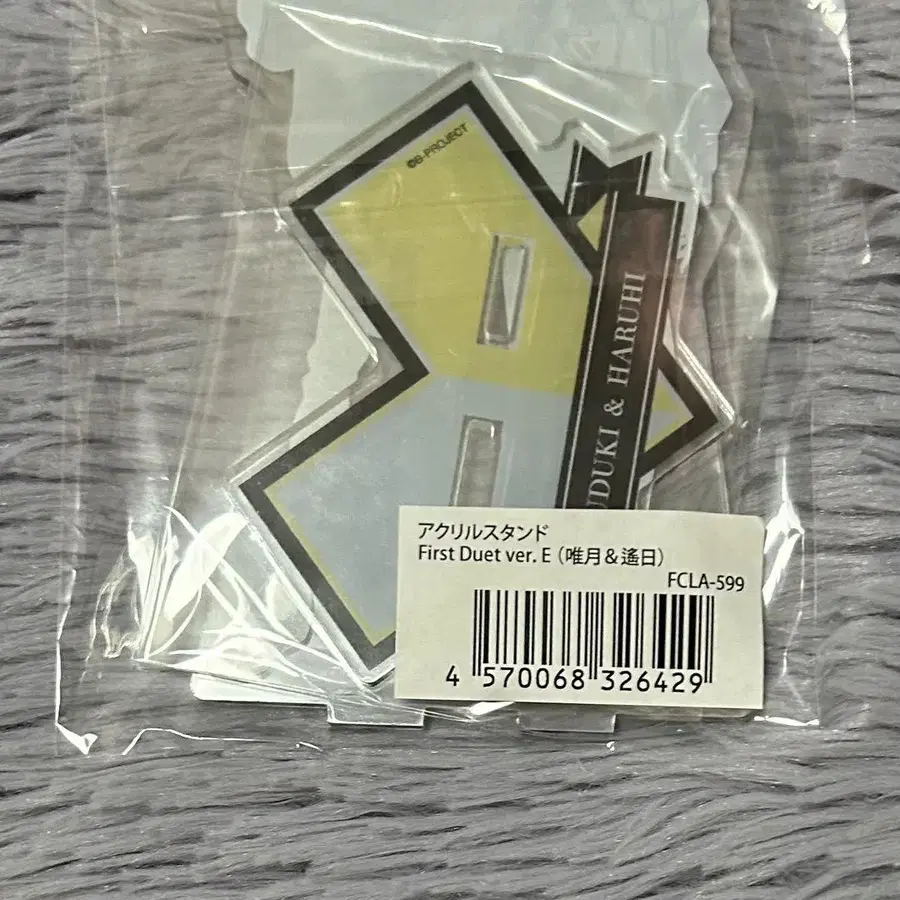 ©B-PROJECT
& HARUHI
アクリルスタンド
First Duet ver. E（唯月＆遙日）
FCLA-599
4 570068 326429